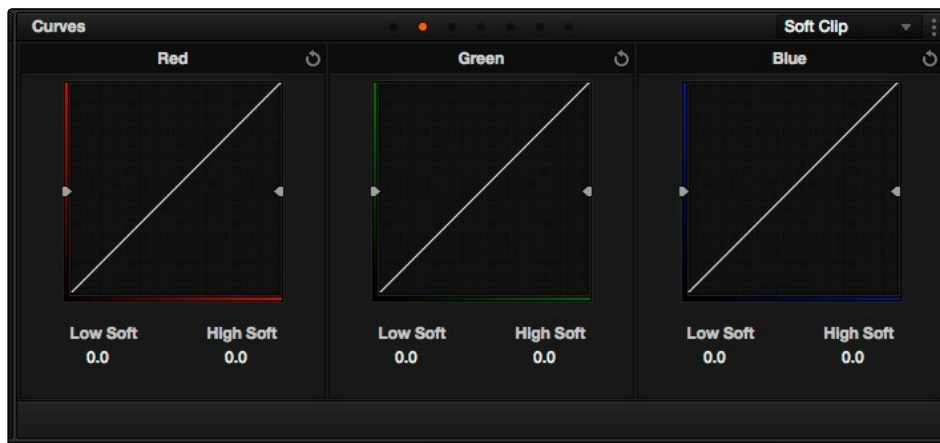 Curves Soft Clip
Red Green Blue
Low Soft High Soft Low Soft High Soft Low Soft High Soft
0.0 0.0 0.0 0.0 0.0 0.0